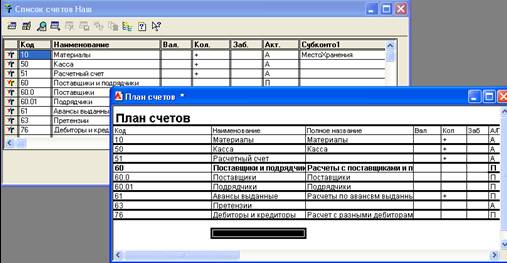 Список счетов Наш
Код Наименование Вал. Кол. Заб. Акт. Субконто1
10 Материалы + А МестоХранения
50 Касса + А
51 Расчетный счет + А
60 Поставщики и подрядчики П
60.0 Поставщики
60.01 Подрядчики
61 Авансы выданные
63 Претензии
76 Дебиторы и кред
План счетов *
План счетов
Код Наименование Полное название Вал Кол Заб А/П
10 Материалы Материалы + А
50 Касса Касса + А
51 Расчетный счет + А
60 Поставщики и подрядчик Расчеты с поставщиками и п П
60.0 Поставщики Поставщики П
60.01 Подрядчики Подрядчики П
61 Авансы выданные Расчеты по авансвм выданны + А
63 Претензии А
76 Дебиторы и кредиторы Расчет с разными дебиторам П